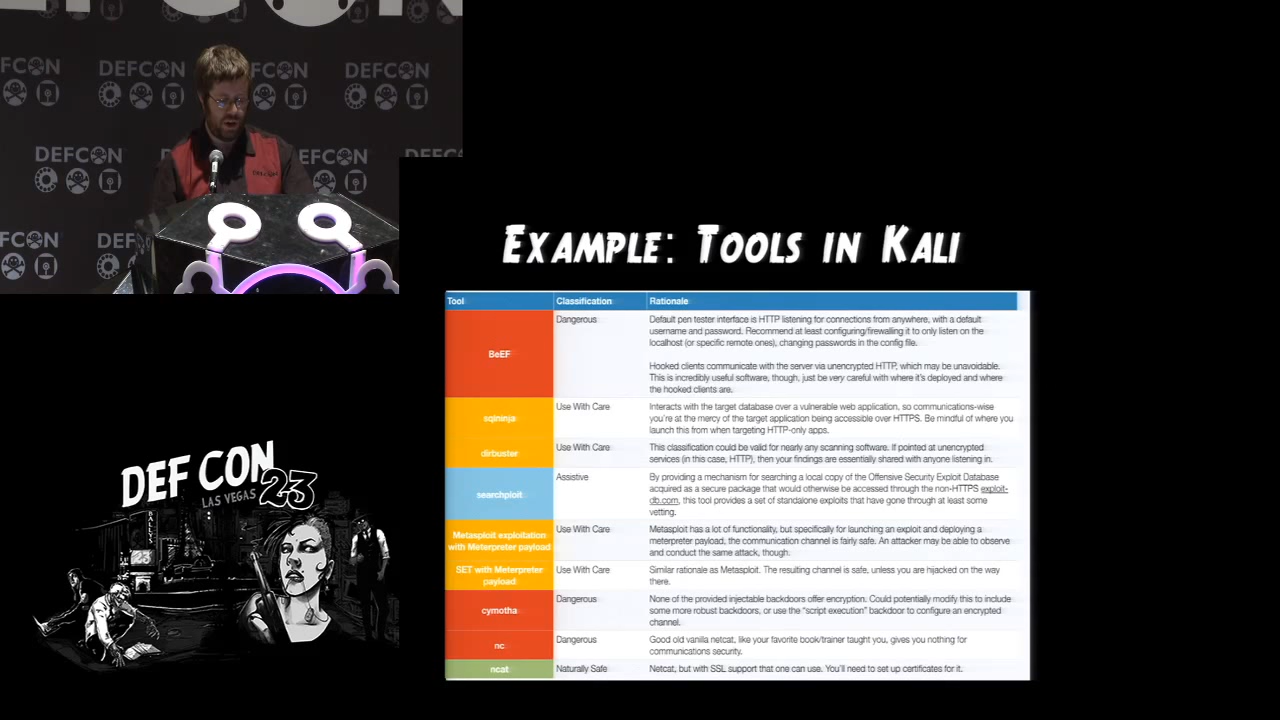 DEFCON
DEFCON
DEFCON
DEFCON
DEFCON
DEFCON
DEFCON
DEFCON
DEFCON
EXAMPLE: TOOLS IN KALI
Tool Classification Rationale
BeEF Dangerous Default pen tester interface is HTTP listening for connections from anywhere, with a default
username and password. Recommend at least configuring/firewalling it to only listen on the
localhost (or specific remote ones), changing passwords in the config file.
Hooked clients communicate with the server via unencrypted HTTP, which may be unavoidable.
This is incredibly useful software, though, just be very careful with where it's deployed and where
the hooked clients are.
sqlninja Use With Care Interacts with the target database over a vulnerable web application, so communications-wise
you're at the mercy of the target application being accessible over HTTPS. Be mindful of where you
launch this from when targeting HTTP-only apps.
dirbuster Use With Care This classification could be valid for nearly any scanning software. If pointed at unencrypted
services (in this case, HTTP), then your findings are essentially shared with anyone listening in.
searchploit Assistive By providing a mechanism for searching a local copy of the Offensive Security Exploit Database
acquired as a secure package that would otherwise be accessed through the non-HTTPS exploit-
db.com, this tool provides a set of standalone exploits that have gone through at least some
vetting.
Metasploit exploitation
with Meterpreter payload Use With Care Metasploit has a lot of functionality, but specifically for launching an exploit and deploying a
meterpreter payload, the communication channel is fairly safe. An attacker may be able to observe
and conduct the same attack, though.
SET with Meterpreter
payload Use With Care Similar rationale as Metasploit. The resulting channel is safe, unless you are hijacked on the way
there.
cymotha Dangerous None of the provided injectable backdoors offer encryption. Could potentially modify this to include
some more robust backdoors, or use the "script execution" backdoor to configure an encrypted
channel.
nc Dangerous Good old vanilla netcat, like your favorite book/trainer taught you, gives you nothing for
communications security.
ncat Naturally Safe Netcat, but with SSL support that one can use. You'll need to set up certificates for it.
DEF CON
LAS VEGAS 23